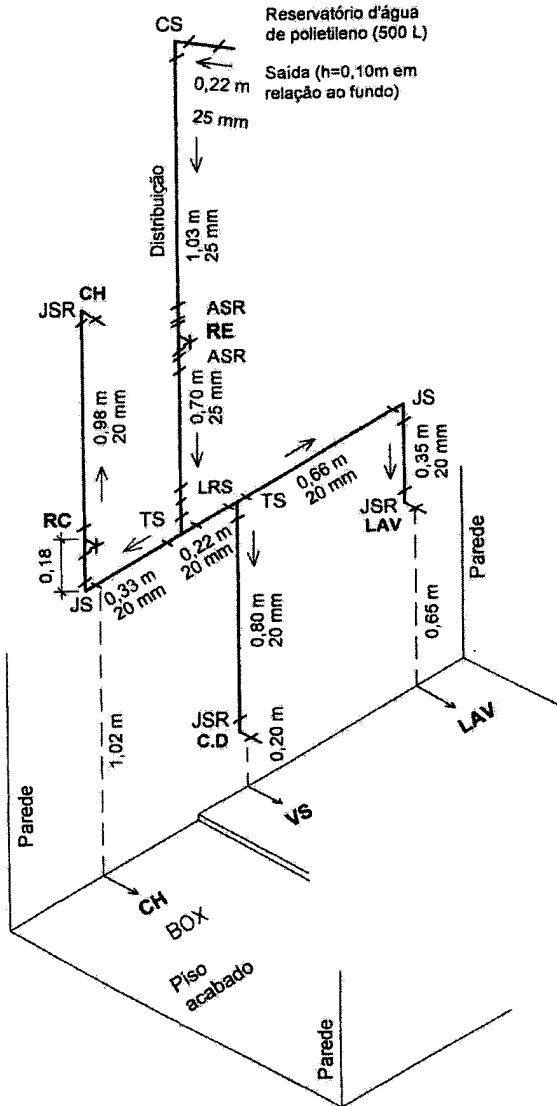 CS
Reservatório d'água
de polietileno (500 L)
Saída (h=0,10m em
relação ao fundo)
0,22 m
25 mm
Distribuição
1,03 m
25 mm
CH
JSR
ASR
RE
ASR
0,98 m
20 mm
0,70 m
25 mm
JS
0,66 m
20 mm
0,35 m
20 mm
LRS
TS
TS
RC
0,18
JS
0,33 m
20 mm
0,22 m
20 mm
JSR
LAV
0,80 m
20 mm
0,65 m
Parede
1,02 m
JSR
C.D
0,20 m
LAV
VS
Parede
CH
BOX
Piso
acabado
Parede